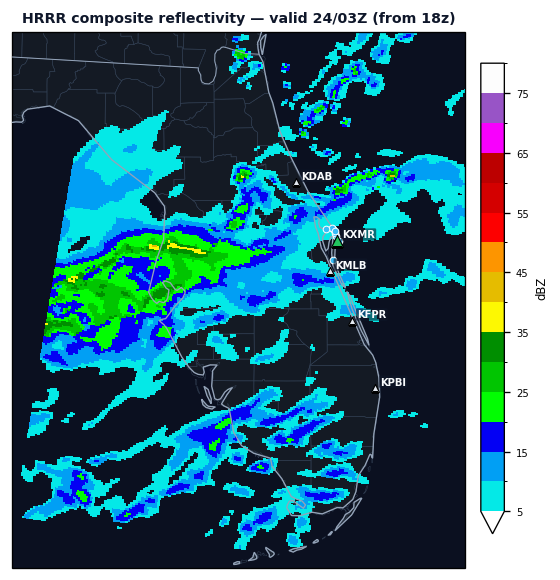 HRRR composite reflectivity — valid 24/03Z (from 18z)
KDAB
KXMR
KMLB
KFPR
KPBI
75
65
55
45
35
25
15
5
dBZ